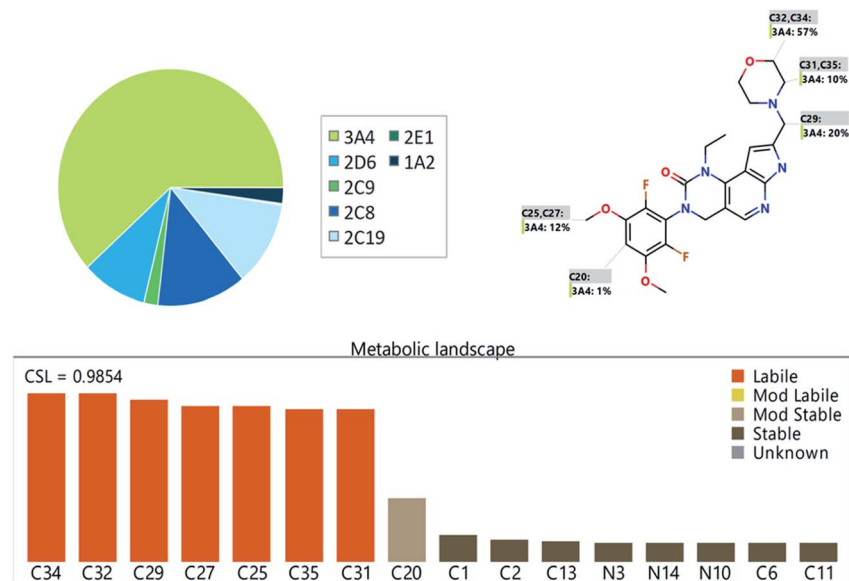 3A4
2E1
2D6
1A2
2C9
2C8
2C19
C32,C34:
3A4: 57%
C31,C35:
3A4: 10%
C29:
3A4: 20%
C25,C27:
3A4: 12%
C20:
3A4: 1%
O
N
N
O
N
N
N
F
O
F
O
Metabolic landscape
CSL = 0.9854
Labile
Mod Labile
Mod Stable
Stable
Unknown
C34 C32 C29 C27 C25 C35 C31 C20 C1 C2 C13 N3 N14 N10 C6 C11